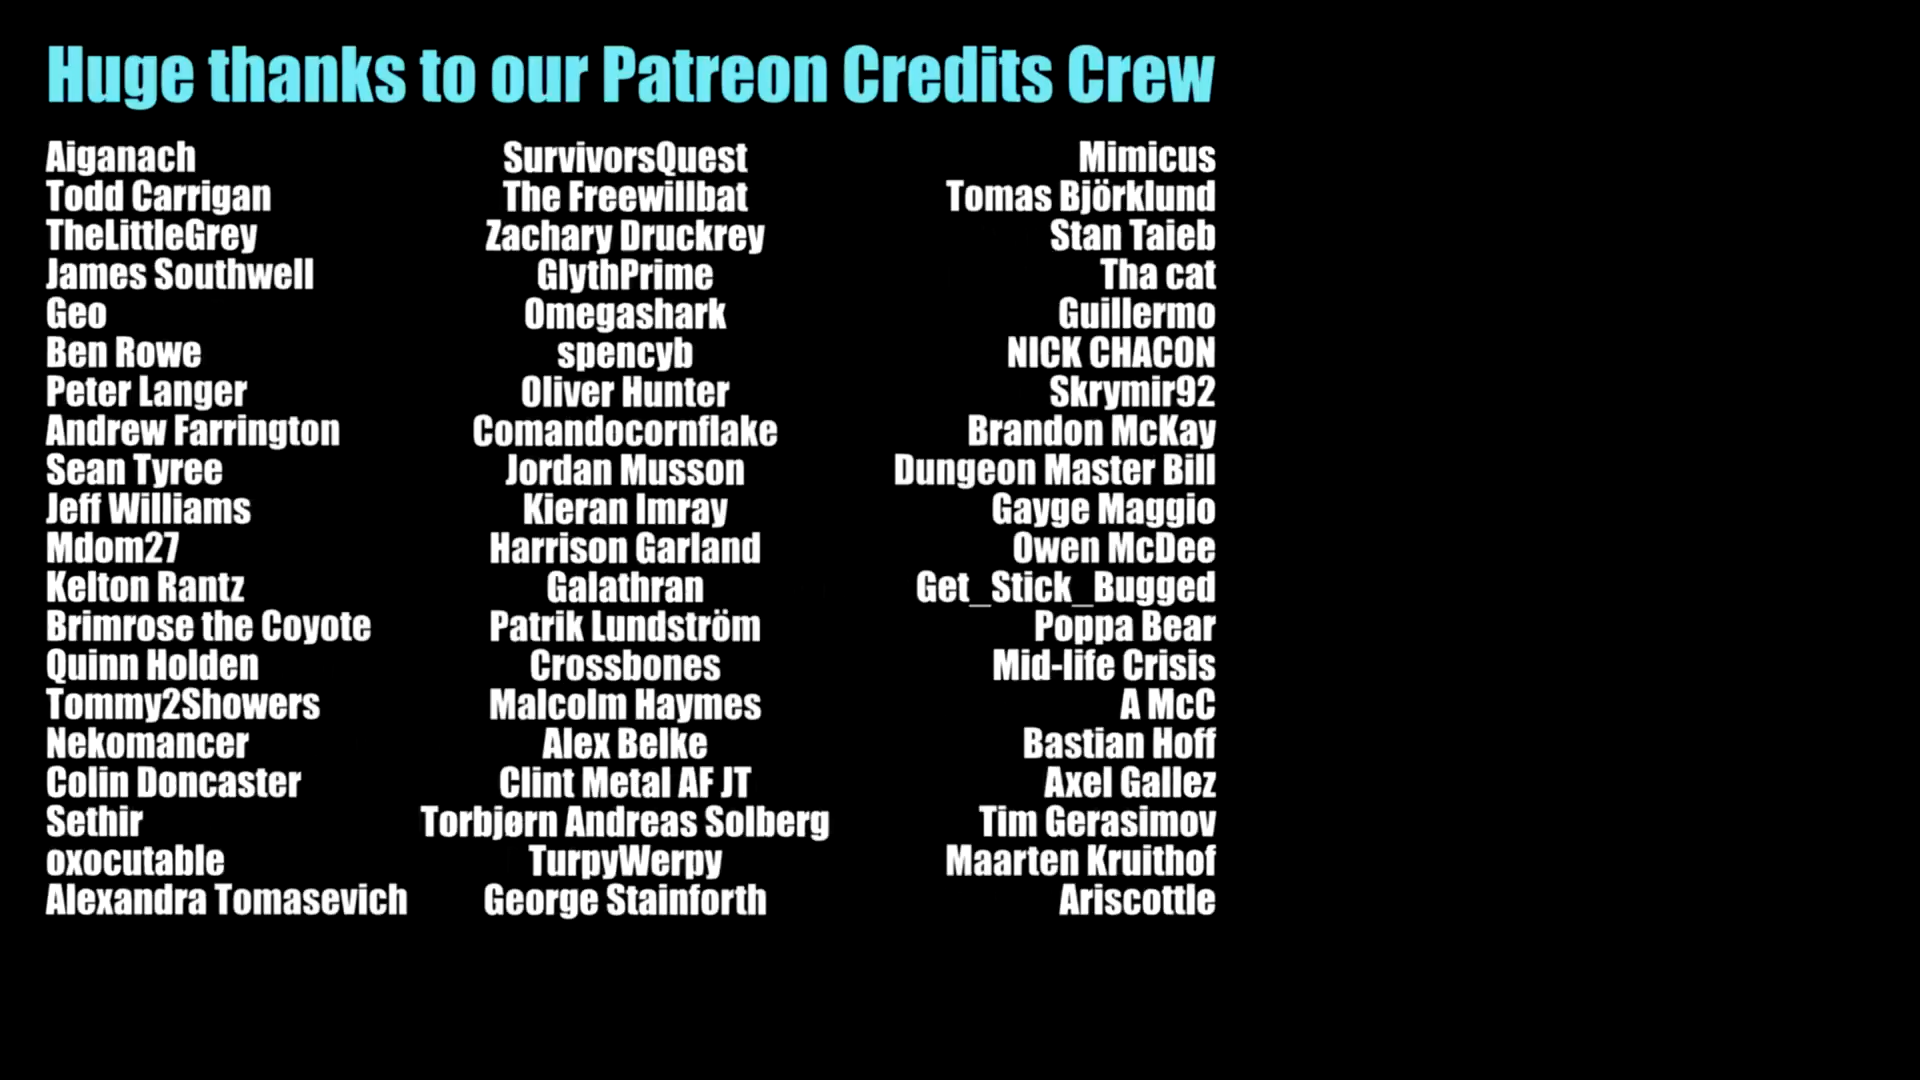 Huge thanks to our Patreon Credits Crew
Aiganach
Todd Carrigan
TheLittleGrey
James Southwell
Geo
Ben Rowe
Peter Langer
Andrew Farrington
Sean Tyree
Jeff Williams
Mdom27
Kelton Rantz
Brimrose the Coyote
Quinn Holden
Tommy2Showers
Nekomancer
Colin Doncaster
Sethir
oxocutable
Alexandra Tomasevich
SurvivorsQuest
The Freewillbat
Zachary Druckrey
GlythPrime
Omegashark
spencyb
Oliver Hunter
Comandocornflake
Jordan Musson
Kieran Imray
Harrison Garland
Galathran
Patrik Lundström
Crossbones
Malcolm Haymes
Alex Belke
Clint Metal AF JT
Torbjørn Andreas Solberg
TurpyWerpy
George Stainforth
Mimicus
Tomas Björklund
Stan Taieb
Tha cat
Guillermo
NICK CHACON
Skrymir92
Brandon McKay
Dungeon Master Bill
Gayge Maggio
Owen McDee
Get_Stick_Bugged
Poppa Bear
Mid-life Crisis
A McC
Bastian Hoff
Axel Gallez
Tim Gerasimov
Maarten Kruithof
Ariscottle